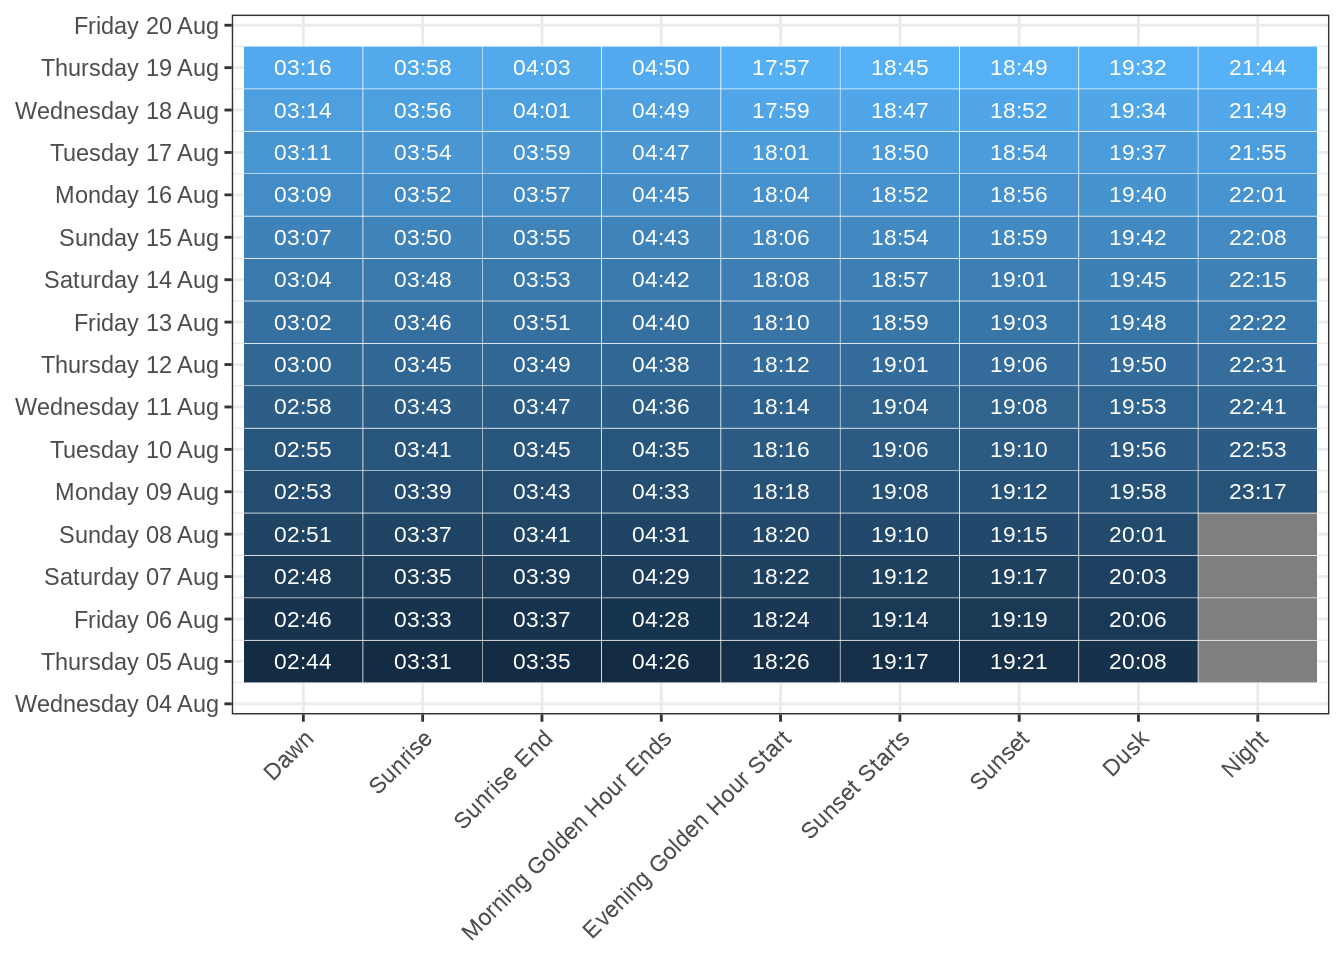 Friday 20 Aug
Thursday 19 Aug 03:16 03:58 04:03 04:50 17:57 18:45 18:49 19:32 21:44
Wednesday 18 Aug 03:14 03:56 04:01 04:49 17:59 18:47 18:52 19:34 21:49
Tuesday 17 Aug 03:11 03:54 03:59 04:47 18:01 18:50 18:54 19:37 21:55
Monday 16 Aug 03:09 03:52 03:57 04:45 18:04 18:52 18:56 19:40 22:01
Sunday 15 Aug 03:07 03:50 03:55 04:43 18:06 18:54 18:59 19:42 22:08
Saturday 14 Aug 03:04 03:48 03:53 04:42 18:08 18:57 19:01 19:45 22:15
Friday 13 Aug 03:02 03:46 03:51 04:40 18:10 18:59 19:03 19:48 22:22
Thursday 12 Aug 03:00 03:45 03:49 04:38 18:12 19:01 19:06 19:50 22:31
Wednesday 11 Aug 02:58 03:43 03:47 04:36 18:14 19:04 19:08 19:53 22:41
Tuesday 10 Aug 02:55 03:41 03:45 04:35 18:16 19:06 19:10 19:56 22:53
Monday 09 Aug 02:53 03:39 03:43 04:33 18:18 19:08 19:12 19:58 23:17
Sunday 08 Aug 02:51 03:37 03:41 04:31 18:20 19:10 19:15 20:01
Saturday 07 Aug 02:48 03:35 03:39 04:29 18:22 19:12 19:17 20:03
Friday 06 Aug 02:46 03:33 03:37 04:28 18:24 19:14 19:19 20:06
Thursday 05 Aug 02:44 03:31 03:35 04:26 18:26 19:17 19:21 20:08
Wednesday 04 Aug
Dawn
Sunrise
Sunrise End
Morning Golden Hour Ends
Evening Golden Hour Start
Sunset Starts
Sunset
Dusk
Night